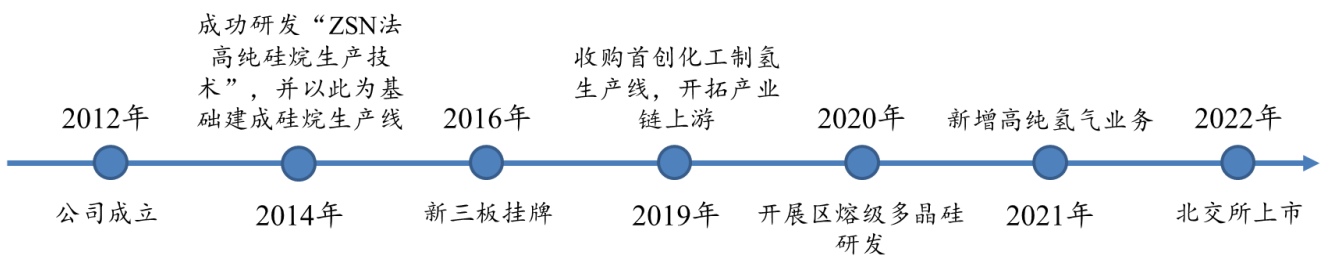 2012年
公司成立
成功研发“ZSN法
高纯硅烷生产技
术”，并以此为基
础建成硅烷生产线
2014年
2016年
新三板挂牌
收购首创化工制氢
生产线，开拓产业
链上游
2019年
2020年
开展区熔级多晶硅
研发
新增高纯氢气业务
2021年
2022年
北交所上市